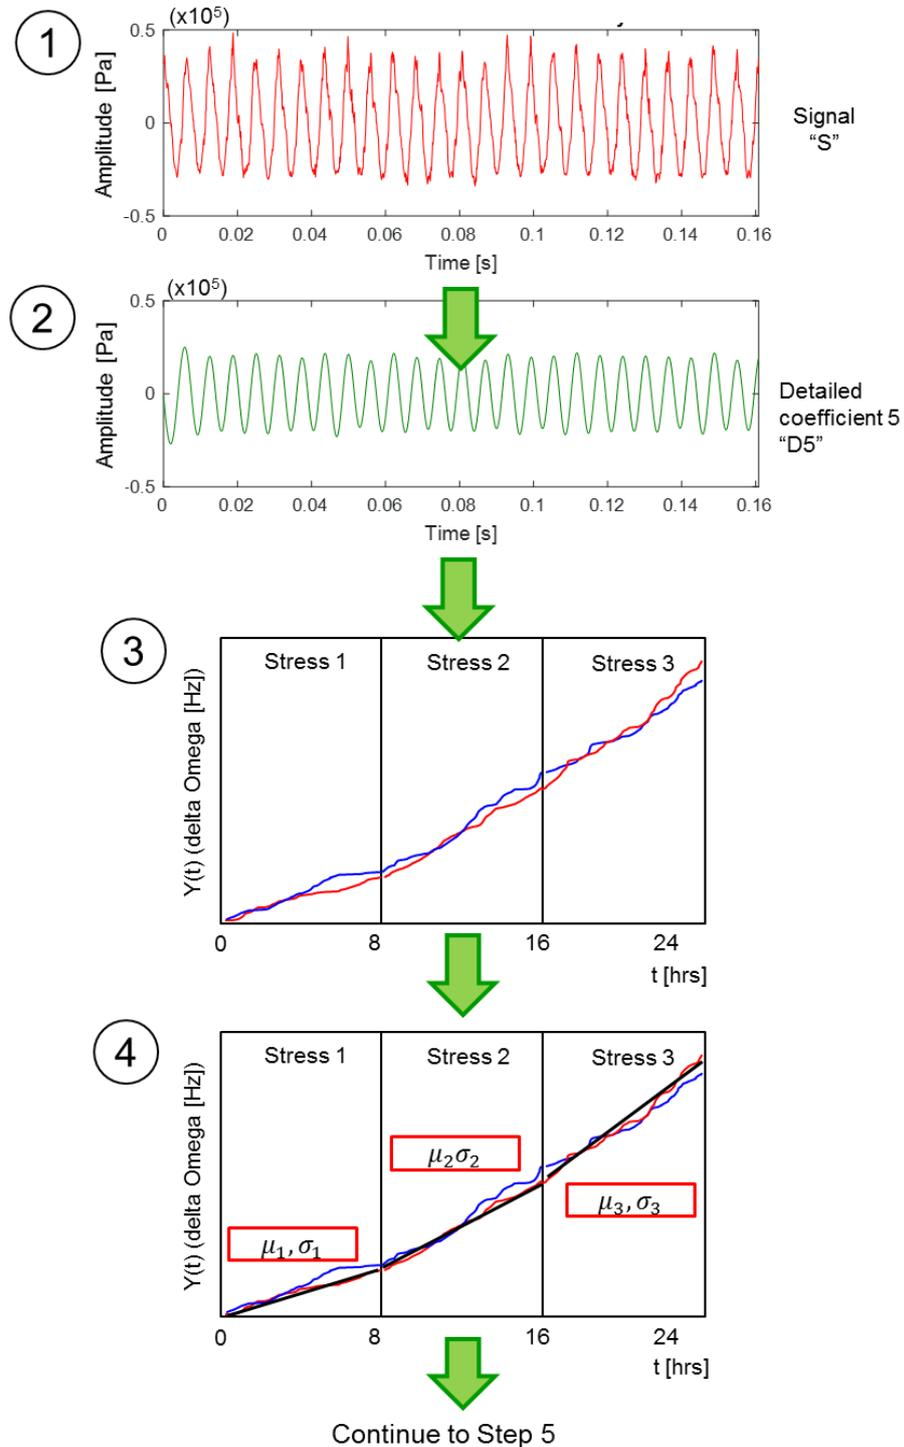 1
(x10⁵)
0.5
0
-0.5
Amplitude [Pa]
0 0.02 0.04 0.06 0.08 0.1 0.12 0.14 0.16
Time [s]
Signal
“S”
2
(x10⁵)
0.5
0
-0.5
Amplitude [Pa]
0 0.02 0.04 0.06 0.08 0.1 0.12 0.14 0.16
Time [s]
Detailed
coefficient 5
“D5”
3
Y(t) (delta Omega [Hz])
Stress 1 Stress 2 Stress 3
0 8 16 24
t [hrs]
4
Y(t) (delta Omega [Hz])
Stress 1 Stress 2 Stress 3
μ₂σ₂
μ₃, σ₃
μ₁, σ₁
0 8 16 24
t [hrs]
Continue to Step 5